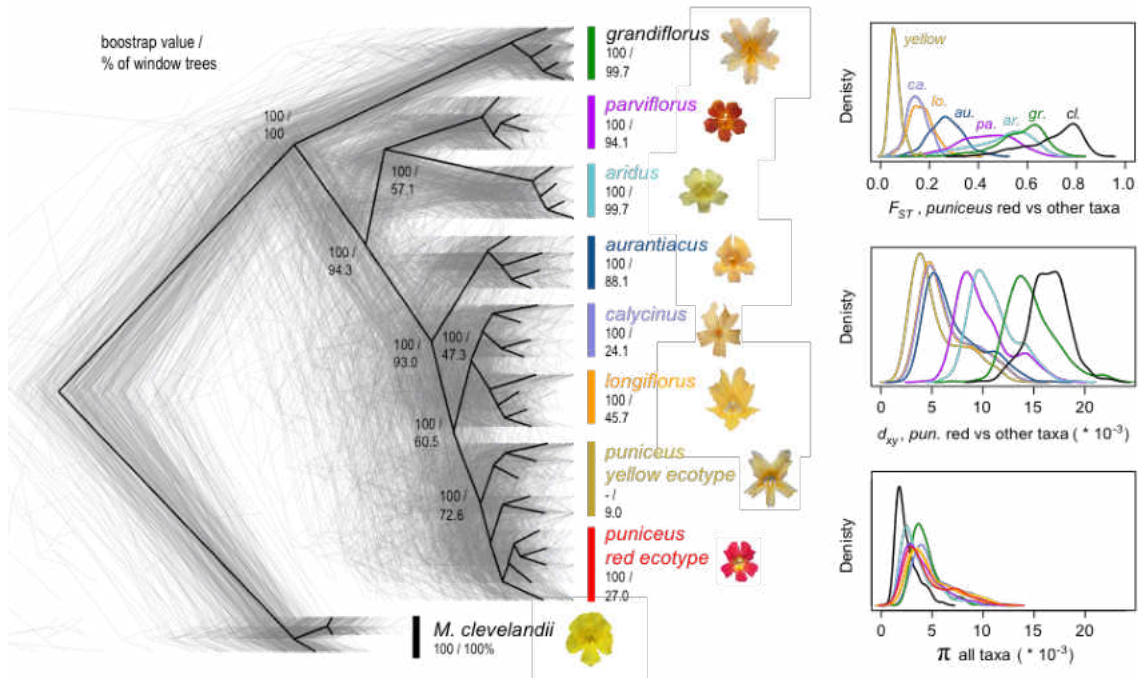 boostrap value /
% of window trees
100 /
100
100 /
57.1
100 /
94.3
100 /
93.0
100 /
47.3
100 /
60.5
100 /
72.6
grandiflorus
100 /
99.7
parviflorus
100 /
94.1
aridus
100 /
99.7
aurantiacus
100 /
88.1
calycinus
100 /
24.1
longiflorus
100 /
45.7
puniceus
yellow ecotype
- /
9.0
puniceus
red ecotype
100 /
27.0
M. clevelandii
100 / 100%
Denisty
yellow
ca.
lo.
au.
pa.
ar.
gr.
cl.
0.0 0.2 0.4 0.6 0.8 1.0
FST , puniceus red vs other taxa
Denisty
0 5 10 15 20
dxy, pun. red vs other taxa ( * 10-3)
Denisty
0 5 10 15 20
π all taxa ( * 10-3)